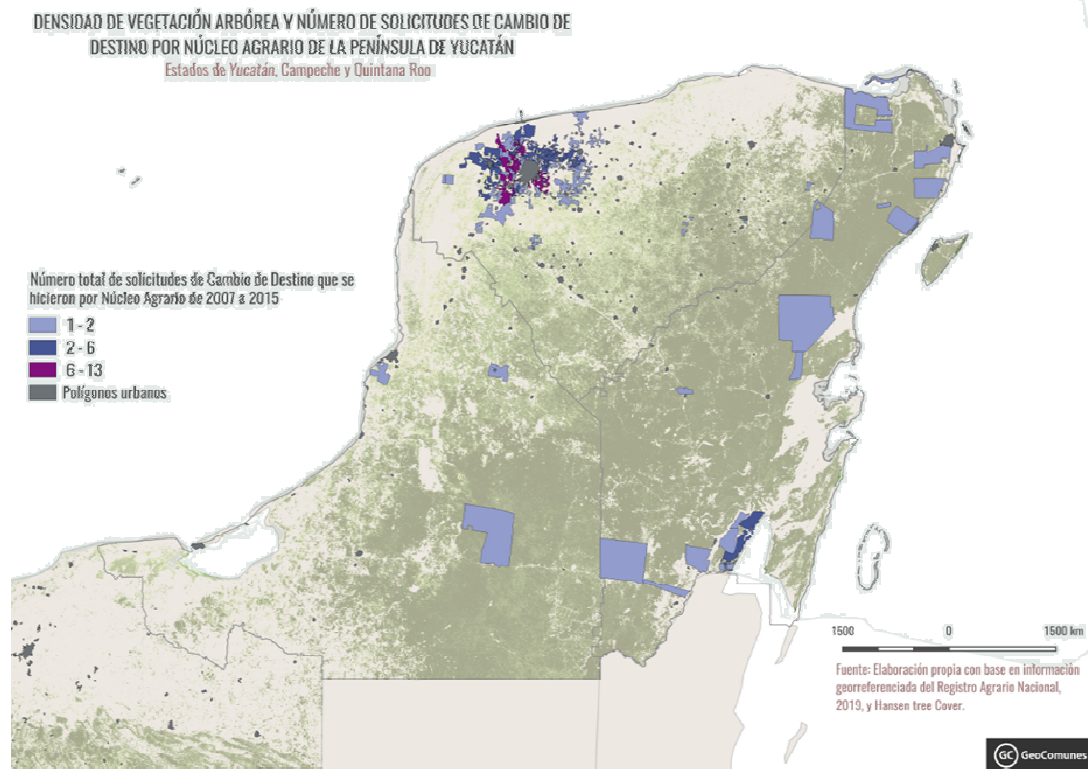 DENSIDAD DE VEGETACIÓN ARBÓREA Y NÚMERO DE SOLICITUDES DE CAMBIO DE
DESTINO POR NÚCLEO AGRARIO DE LA PENÍNSULA DE YUCATÁN
Estados de Yucatán, Campeche y Quintana Roo
Número total de solicitudes de Cambio de Destino que se
hicieron por Núcleo Agrario de 2007 a 2015
1 - 2
2 - 6
6 - 13
Polígonos urbanos
1500 0 1500 km
Fuente: Elaboración propia con base en información
georreferenciada del Registro Agrario Nacional,
2019, y Hansen tree Cover.
GC GeoComunes